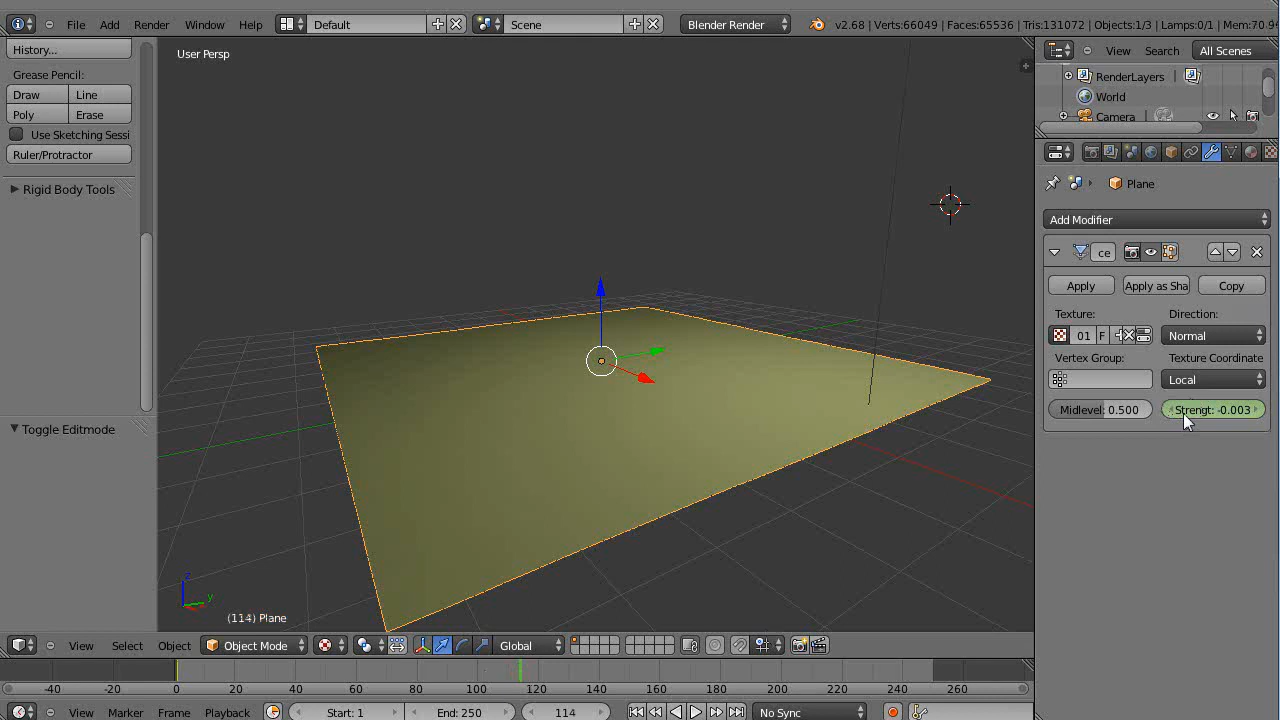 File Add Render Window Help Default Scene Blender Render v2.68 | Verts:66049 | Faces:65536 | Tris:131072 | Objects:1/3 | Lamps:0/1 | Mem:70.9
History...
Grease Pencil:
Draw Line
Poly Erase
Use Sketching Sessi
Ruler/Protractor
Rigid Body Tools
Toggle Editmode
User Persp
z
y
(114) Plane
View Select Object Object Mode Global
View Search All Scenes
RenderLayers
World
Camera
Plane
Add Modifier
ce
Apply Apply as Sha Copy
Texture: Direction:
01 F Normal
Vertex Group: Texture Coordinate
Local
Midlevel: 0.500 Strengt: -0.003
-40 -20 0 20 40 60 80 100 120 140 160 180 200 220 240 260
View Marker Frame Playback Start: 1 End: 250 114 No Sync